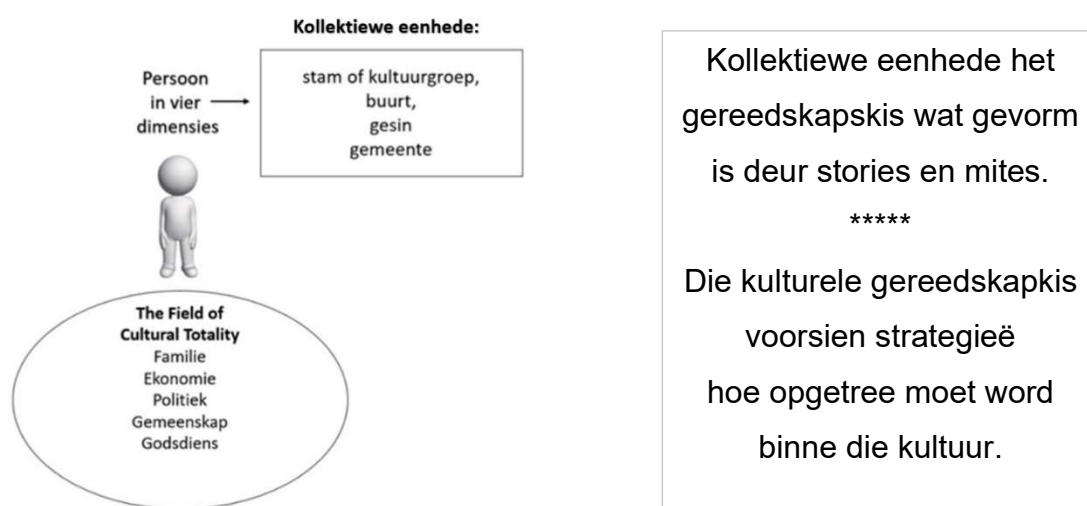 Kollektiewe eenhede:
Persoon
in vier
dimensies
stam of kultuurgroep,
buurt,
gesin
gemeente
The Field of
Cultural Totality
Familie
Ekonomie
Politiek
Gemeenskap
Godsdiens
Kollektiewe eenhede het
gereedskapskis wat gevorm
is deur stories en mites.
*****
Die kulturele gereedskapkis
voorsien strategieë
hoe opgetree moet word
binne die kultuur.